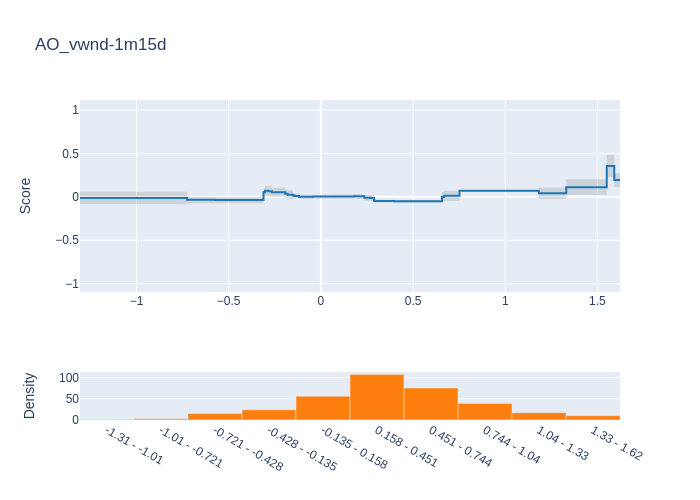 AO_vwnd-1m15d
Score
1
0.5
0
−0.5
−1
−1
−0.5
0
0.5
1
1.5
Density
100
50
0
-1.31 - -1.01
-1.01 - -0.721
-0.721 - -0.428
-0.428 - -0.135
-0.135 - 0.158
0.158 - 0.451
0.451 - 0.744
0.744 - 1.04
1.04 - 1.33
1.33 - 1.62